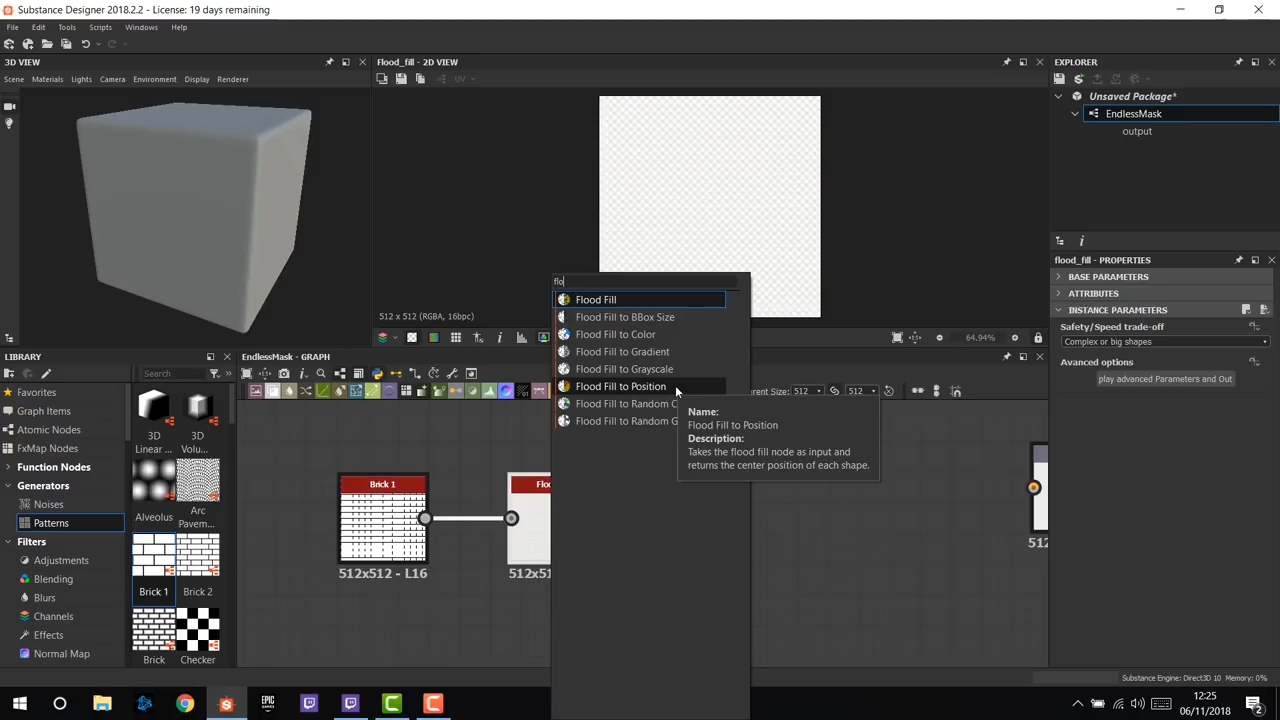 Substance Designer 2018.2.2 - License: 19 days remaining
File Edit Tools Scripts Windows Help
3D VIEW
Scene Materials Lights Camera Environment Display Renderer
Flood_fill - 2D VIEW
UV
512 x 512 (RGBA, 16bpc)
64.94%
EXPLORER
Unsaved Package*
EndlessMask
output
flood_fill - PROPERTIES
BASE PARAMETERS
ATTRIBUTES
INSTANCE PARAMETERS
Safety/Speed trade-off
Complex or big shapes
Advanced options
play advanced Parameters and Out
LIBRARY
Favorites
Graph Items
Atomic Nodes
FxMap Nodes
Function Nodes
Generators
Noises
Patterns
Filters
Adjustments
Blending
Blurs
Channels
Effects
Normal Map
3D Linear ...
3D Volu...
Alveolus
Arc Pavem...
Brick 1
Brick 2
Brick
Checker
EndlessMask - GRAPH
rent Size: 512 512
Brick 1
512x512 - L16
Floo
512x5
512
flo
Flood Fill
Flood Fill to BBox Size
Flood Fill to Color
Flood Fill to Gradient
Flood Fill to Grayscale
Flood Fill to Position
Flood Fill to Random C
Flood Fill to Random G
Name:
Flood Fill to Position
Description:
Takes the flood fill node as input and
returns the center position of each shape.
Substance Engine: Direct3D 10 Memory: 0%
EPIC GAMES
12:25
06/11/2018
2